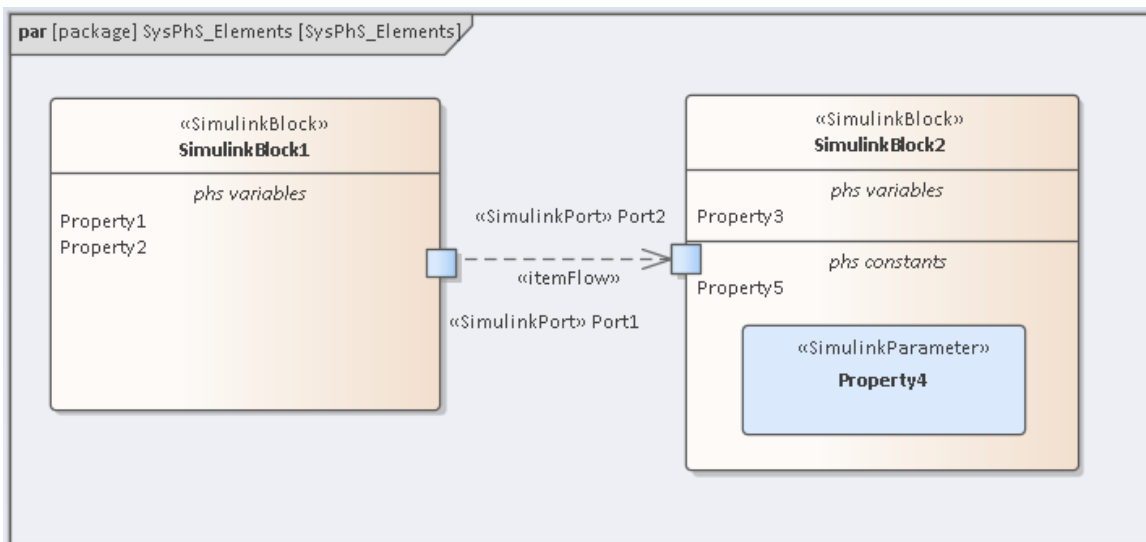 par [package] SysPhS_Elements [SysPhS_Elements]
«SimulinkBlock»
SimulinkBlock1
phs variables
Property1
Property2
«SimulinkPort» Port2
«itemFlow»
«SimulinkPort» Port1
«SimulinkBlock»
SimulinkBlock2
phs variables
Property3
phs constants
Property5
«SimulinkParameter»
Property4